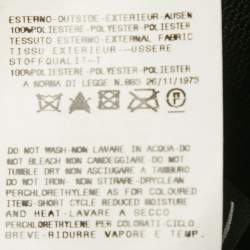 ESTERNO-OUTSIDE-EXTERIEUR-AUSEN
100%POLIESTERE-POLYESTER-POLIESTER
TESSUTO ESTERNO-EXTERNAL FABRIC
TISSU EXTERIEUR-USSERE
STOFFQUALIT-T
100%POLIESTERE-POLYESTER-POLIESTER
A NORMA DI LEGGE N.883 26/11/1973
P
DO NOT WASH-NON LAVARE IN ACQUA-DO
NOT BLEACH NON CANDEGGIARE-DO NOT
TUMBLE DRY NON ASCIUGARE A TAMBURO
DO NOT IRON-NON STIRARE-DRYCLEAN
PERCHLORETHYLENE AS FOR COLOURED
ITEMS-SHORT CYCLE REDUCED MOISTURE
AND HEAT-LAVARE A SECCO
PERCHLORETHYLENE PER COLORATI-CICLO
BREVE-RIDURRE VAPORE E TEMP.